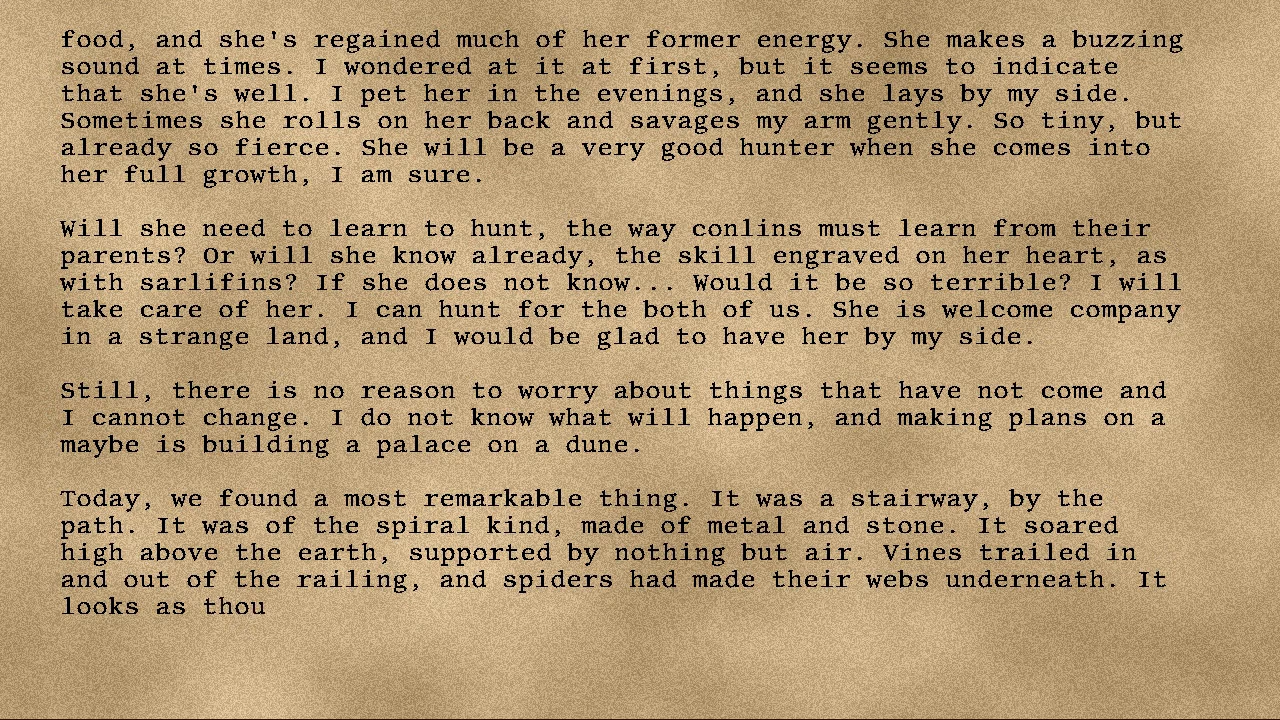 food, and she's regained much of her former energy. She makes a buzzing
sound at times. I wondered at it at first, but it seems to indicate
that she's well. I pet her in the evenings, and she lays by my side.
Sometimes she rolls on her back and savages my arm gently. So tiny, but
already so fierce. She will be a very good hunter when she comes into
her full growth, I am sure.

Will she need to learn to hunt, the way conlins must learn from their
parents? Or will she know already, the skill engraved on her heart, as
with sarlifins? If she does not know... Would it be so terrible? I will
take care of her. I can hunt for the both of us. She is welcome company
in a strange land, and I would be glad to have her by my side.

Still, there is no reason to worry about things that have not come and
I cannot change. I do not know what will happen, and making plans on a
maybe is building a palace on a dune.

Today, we found a most remarkable thing. It was a stairway, by the
path. It was of the spiral kind, made of metal and stone. It soared
high above the earth, supported by nothing but air. Vines trailed in
and out of the railing, and spiders had made their webs underneath. It
looks as thou